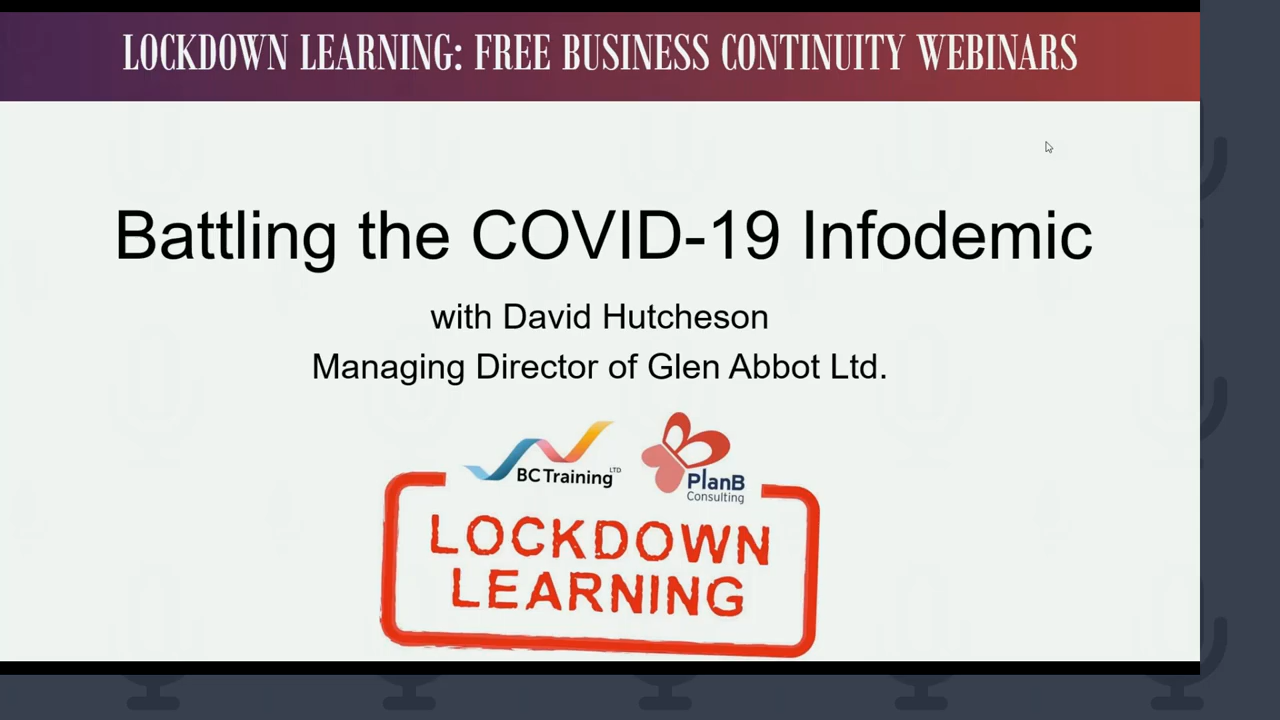 LOCKDOWN LEARNING: FREE BUSINESS CONTINUITY WEBINARS
Battling the COVID-19 Infodemic
with David Hutcheson
Managing Director of Glen Abbot Ltd.
BC Training LTD
PlanB
Consulting
LOCKDOWN
LEARNING